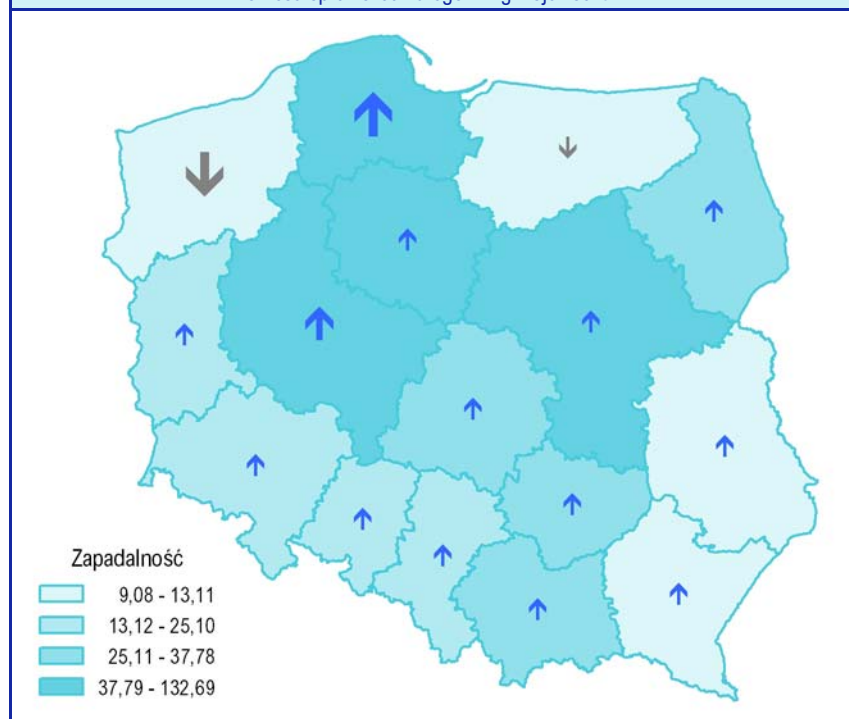 Zapadalność
9,08 - 13,11
13,12 - 25,10
25,11 - 37,78
37,79 - 132,69